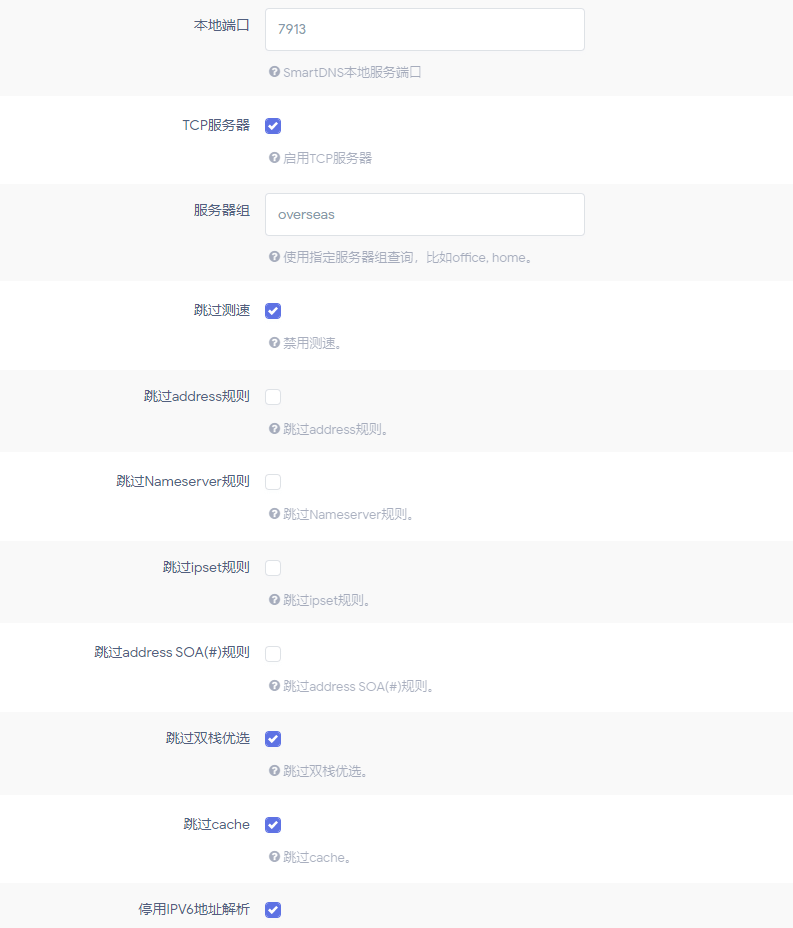 本地端口
7913
SmartDNS本地服务端口
TCP服务器
启用TCP服务器
服务器组
overseas
使用指定服务器组查询，比如office, home。
跳过测速
禁用测速。
跳过address规则
跳过address规则。
跳过Nameserver规则
跳过Nameserver规则。
跳过ipset规则
跳过ipset规则。
跳过address SOA(#)规则
跳过address SOA(#)规则。
跳过双栈优选
跳过双栈优选。
跳过cache
跳过cache。
停用IPV6地址解析